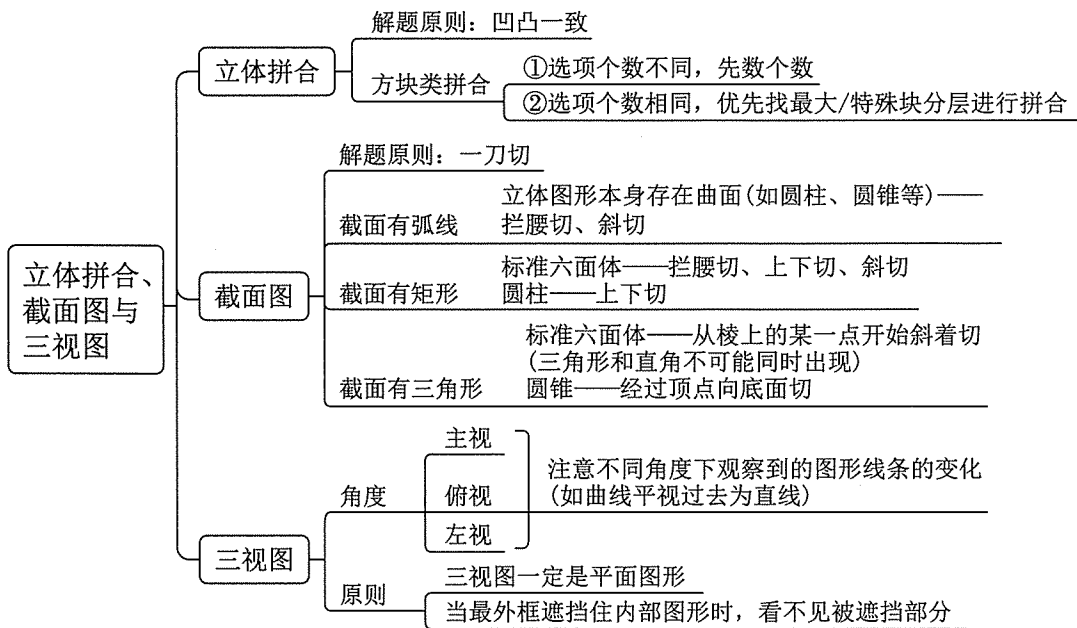 立体拼合、
截面图与
三视图
立体拼合
解题原则：凹凸一致
方块类拼合
①选项个数不同，先数个数
②选项个数相同，优先找最大/特殊块分层进行拼合
截面图
解题原则：一刀切
截面有弧线
立体图形本身存在曲面(如圆柱、圆锥等)——
拦腰切、斜切
截面有矩形
标准六面体——拦腰切、上下切、斜切
圆柱——上下切
截面有三角形
标准六面体——从棱上的某一点开始斜着切
(三角形和直角不可能同时出现)
圆锥——经过顶点向底面切
三视图
角度
主视
俯视
左视
注意不同角度下观察到的图形线条的变化
(如曲线平视过去为直线)
原则
三视图一定是平面图形
当最外框遮挡住内部图形时，看不见被遮挡部分